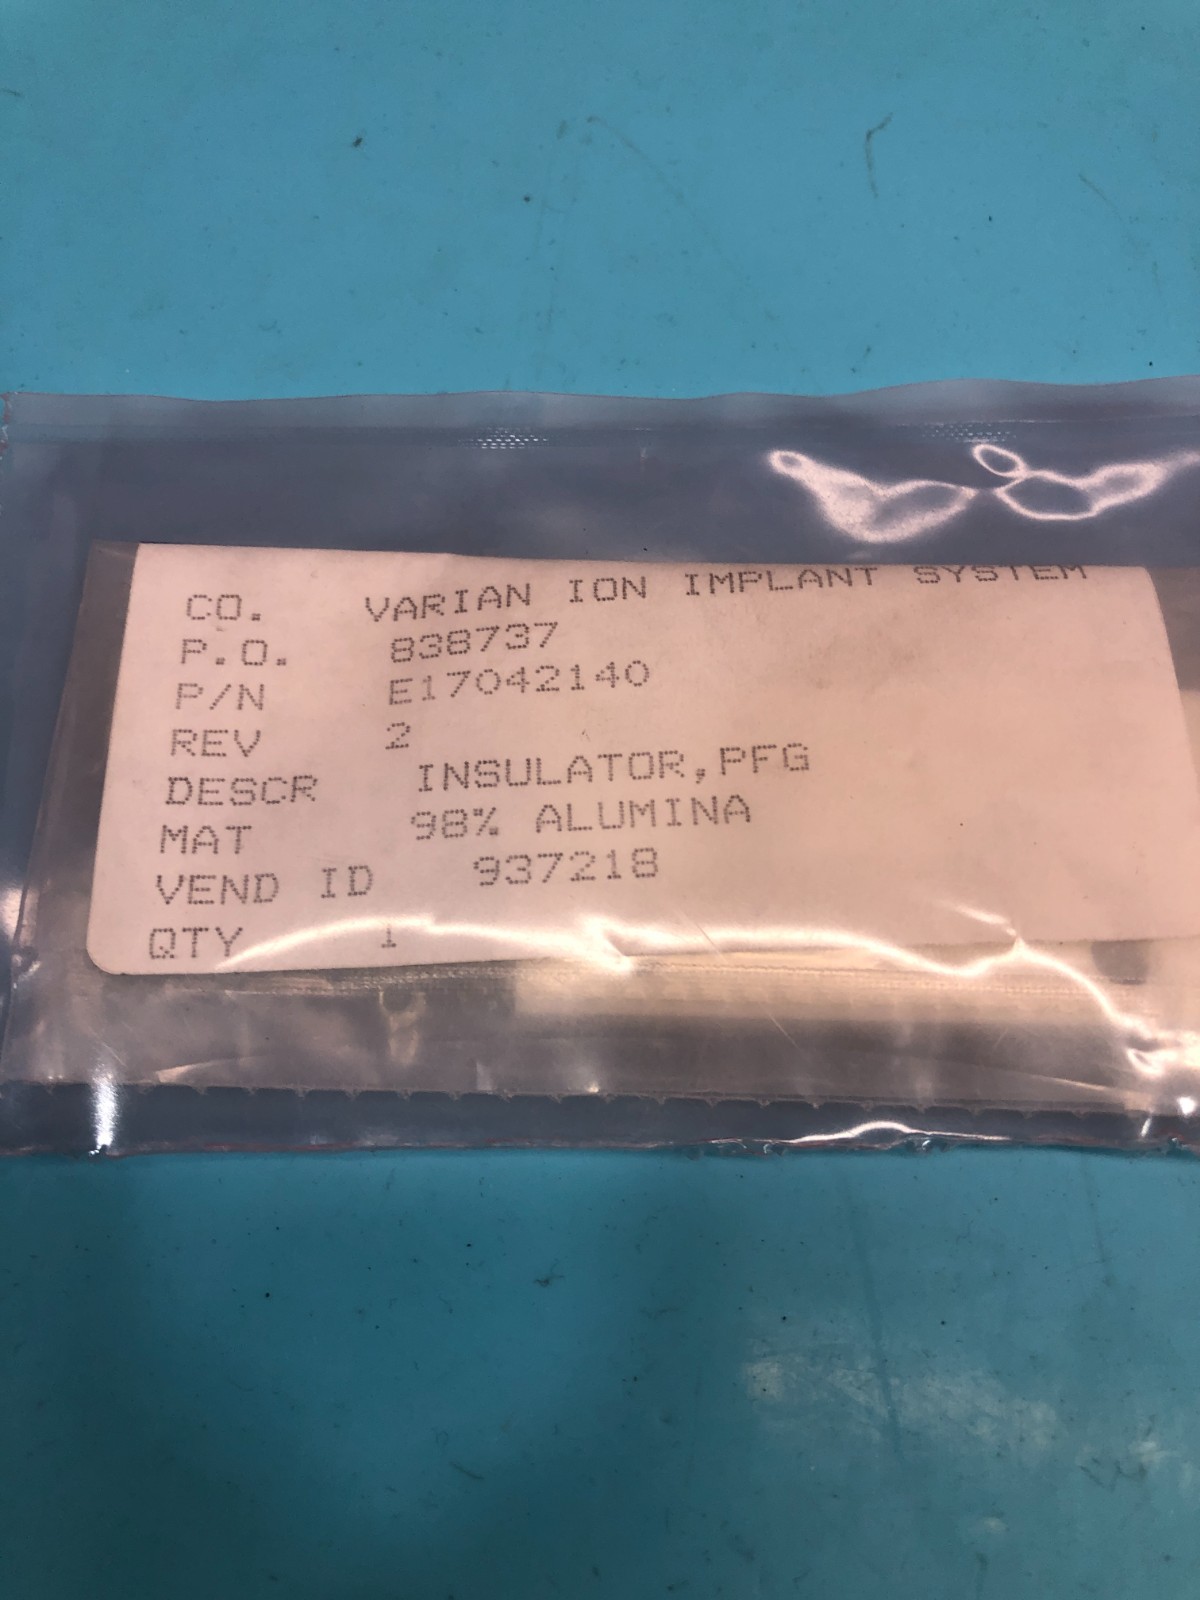 CO. VARIAN ION IMPLANT SYSTEM
P.O. 838737
P/N E17042140
REV 2
DESCR INSULATOR,PFG
MAT 98% ALUMINA
VEND ID 937218
QTY 1